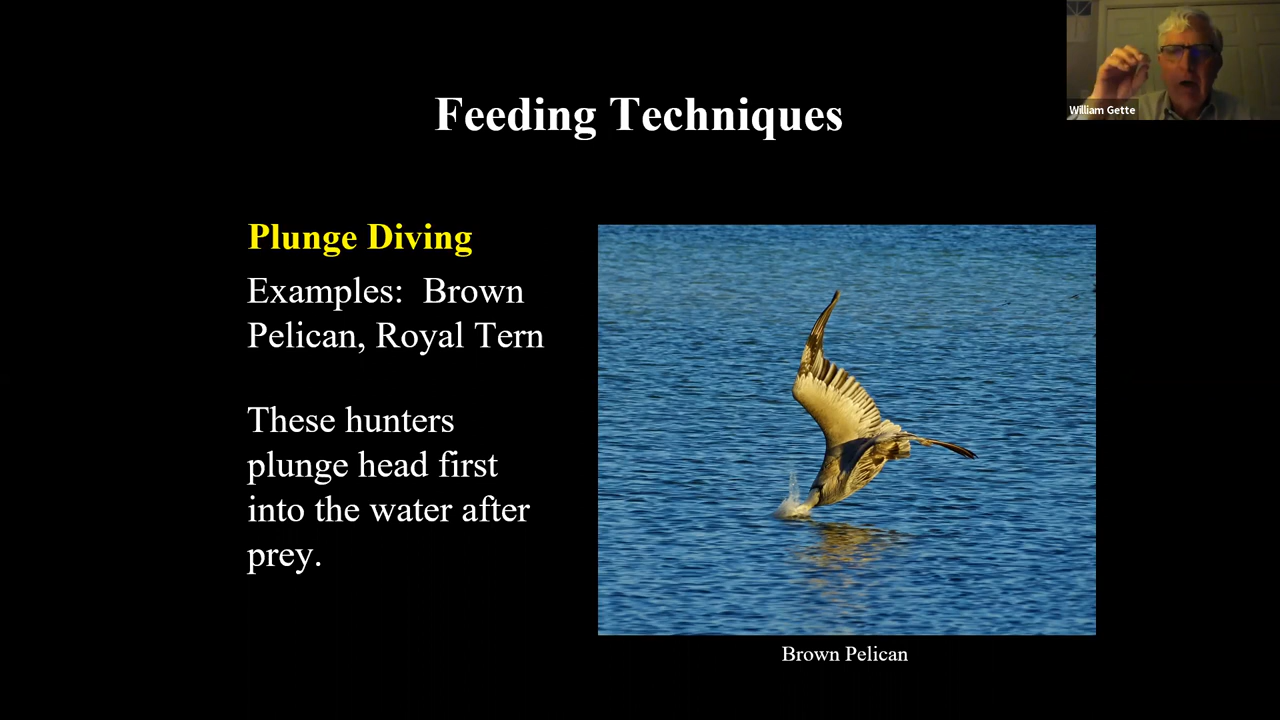 William Gette
Feeding Techniques
Plunge Diving
Examples:  Brown
Pelican, Royal Tern
These hunters
plunge head first
into the water after
prey.
Brown Pelican